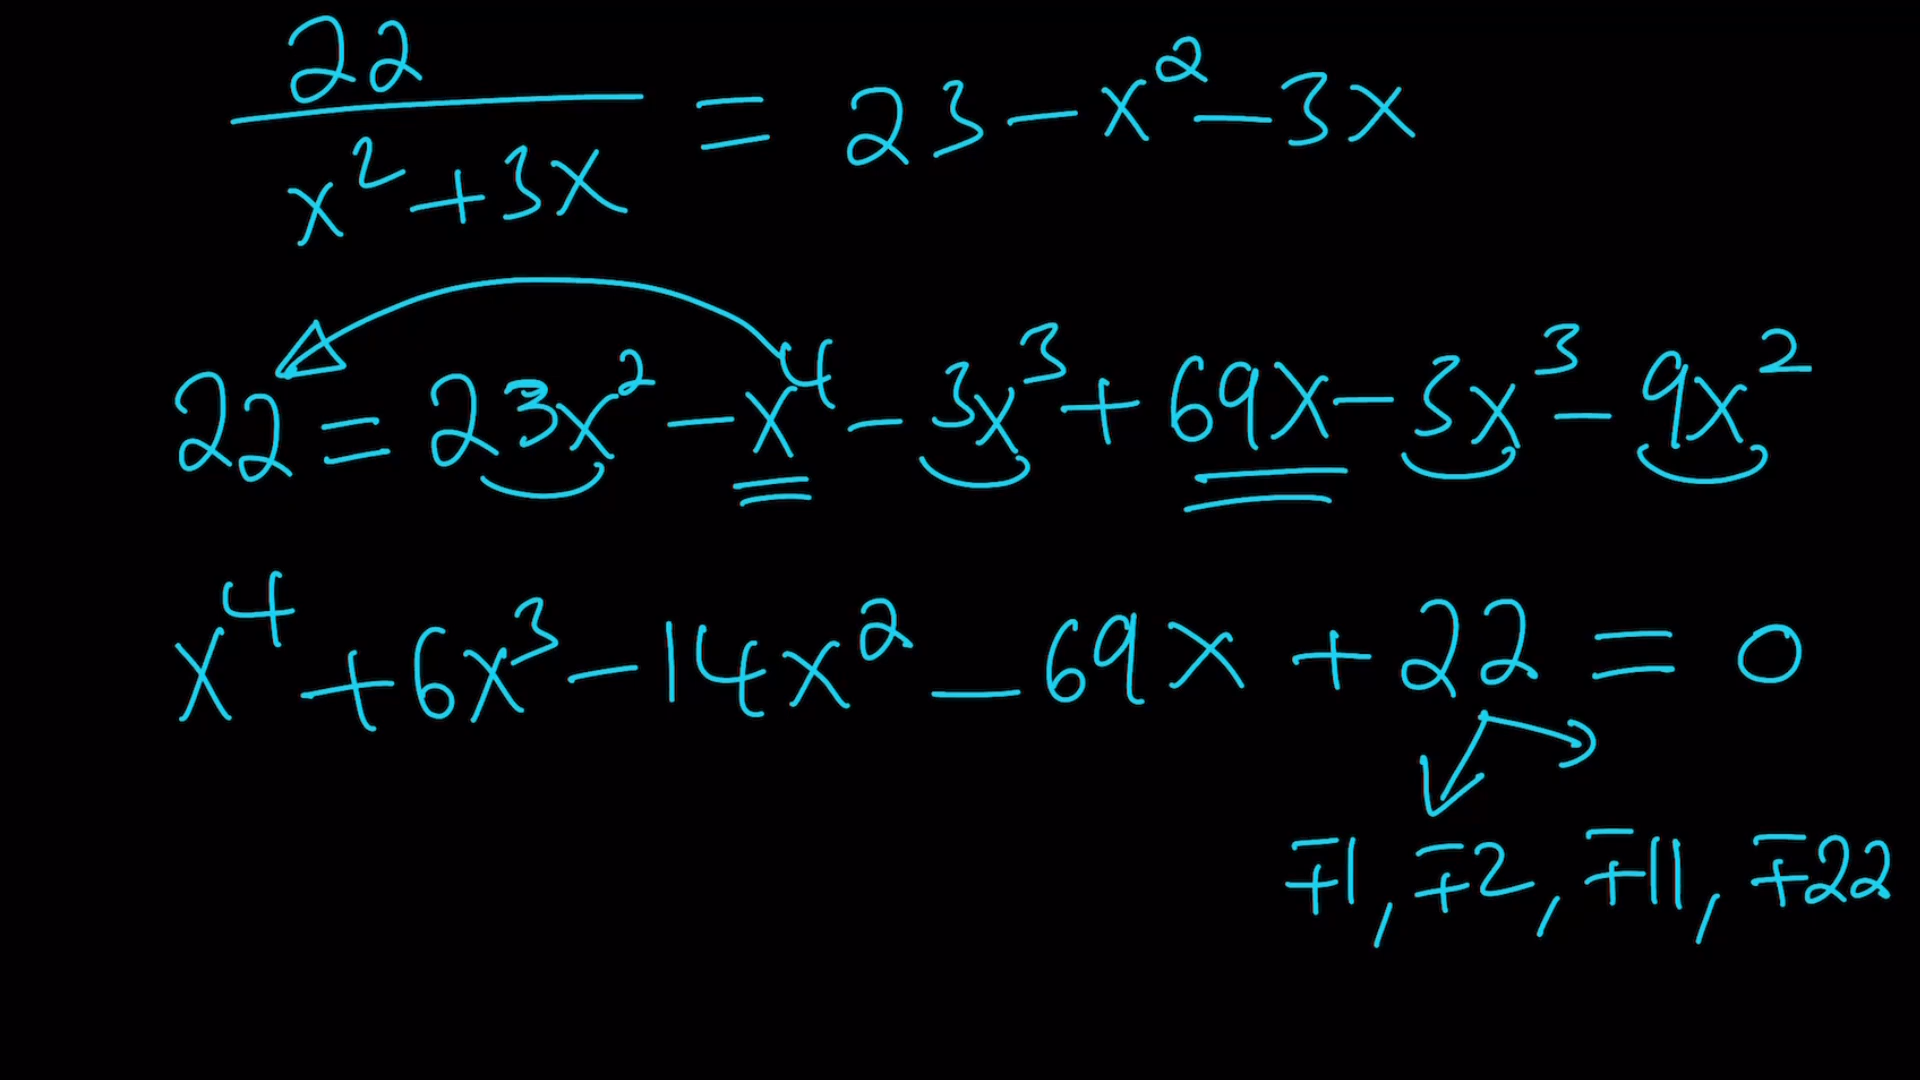 22
x² + 3x = 23 − x² − 3x
22 = 23x² − x⁴ − 3x³ + 69x − 3x³ − 9x²
x⁴ + 6x³ − 14x² − 69x + 22 = 0
∓1, ∓2, ∓11, ∓22